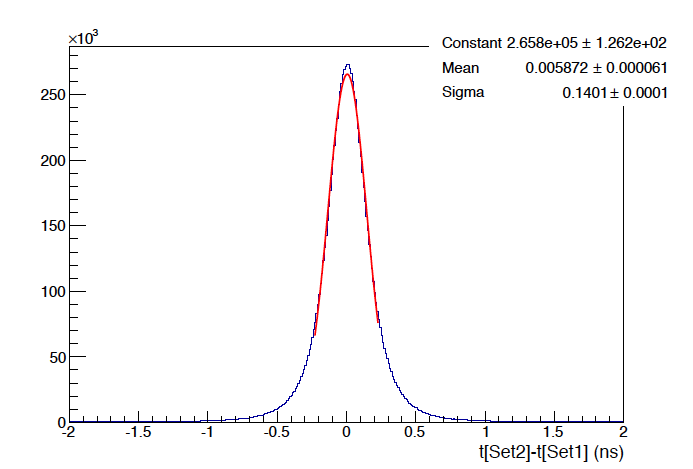 ×10³
Constant 2.658e+05 ± 1.262e+02
Mean 0.005872 ± 0.000061
Sigma 0.1401 ± 0.0001
250
200
150
100
50
0
-2 -1.5 -1 -0.5 0 0.5 1 1.5 2
t[Set2]-t[Set1] (ns)